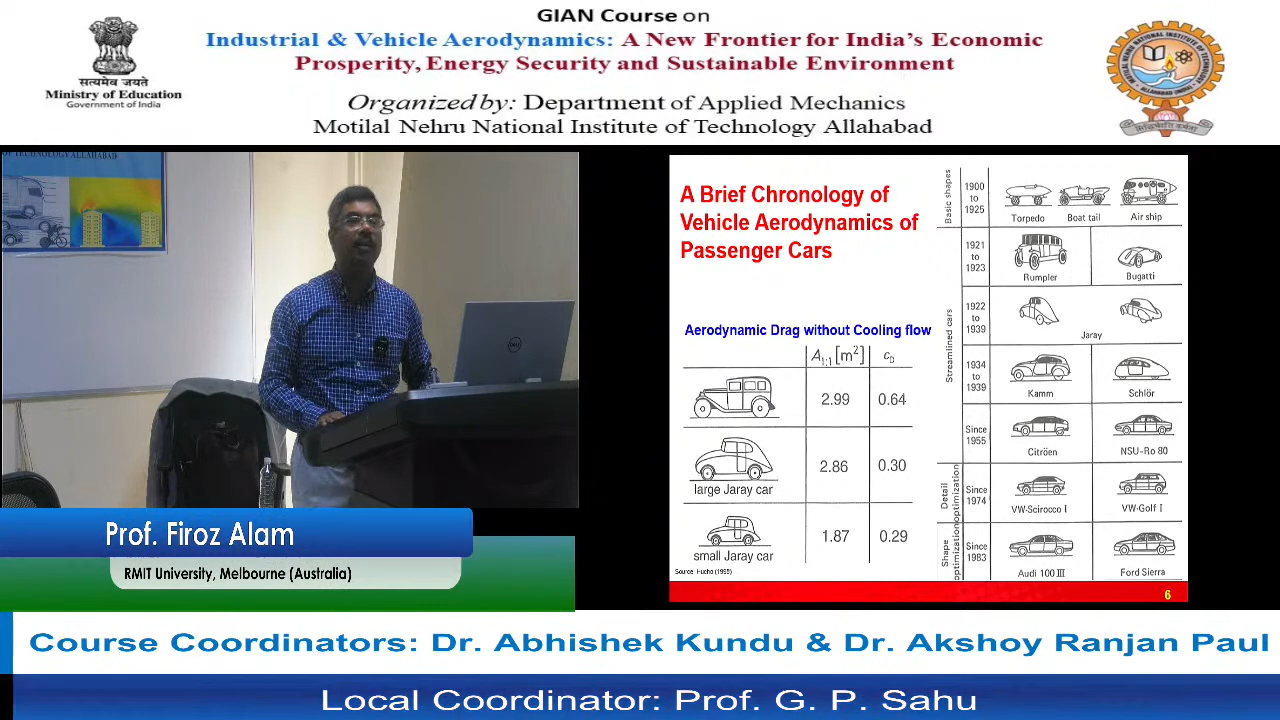 GIAN Course on
Industrial & Vehicle Aerodynamics: A New Frontier for India's Economic
Prosperity, Energy Security and Sustainable Environment
Organized by: Department of Applied Mechanics
Motilal Nehru National Institute of Technology Allahabad
सत्यमेव जयते
Ministry of Education
Government of India
OF TECHNOLOGY ALLAHABAD
A Brief Chronology of
Vehicle Aerodynamics of
Passenger Cars
Aerodynamic Drag without Cooling flow
A1:1 [m²] cD
2.99 0.64
2.86 0.30
large Jaray car
1.87 0.29
small Jaray car
Source: Hucho (1998)
Basic shapes
1900
to
1925
Torpedo Boat tail Air ship
Streamlined cars
1921
to
1923
Rumpler Bugatti
1922
to
1939
Jaray
1934
to
1939
Kamm Schlör
Since
1955
Citröen NSU-Ro 80
Detail
optimization
Since
1974
VW-Scirocco I VW-Golf I
Shape
optimization
Since
1983
Audi 100 III Ford Sierra
6
DELL
Prof. Firoz Alam
RMIT University, Melbourne (Australia)
Course Coordinators: Dr. Abhishek Kundu & Dr. Akshoy Ranjan Paul
Local Coordinator: Prof. G. P. Sahu